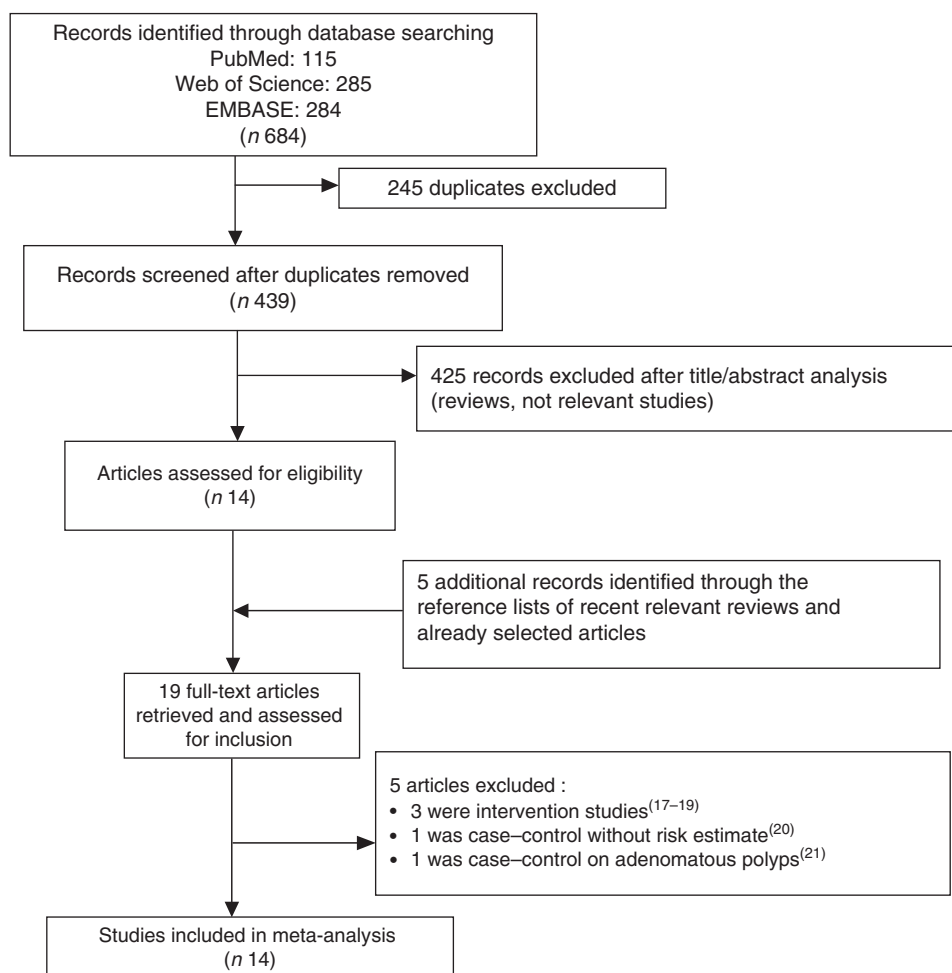 Records identified through database searching
PubMed: 115
Web of Science: 285
EMBASE: 284
(n 684)
245 duplicates excluded
Records screened after duplicates removed
(n 439)
425 records excluded after title/abstract analysis
(reviews, not relevant studies)
Articles assessed for eligibility
(n 14)
5 additional records identified through the
reference lists of recent relevant reviews and
already selected articles
19 full-text articles
retrieved and assessed
for inclusion
5 articles excluded :
• 3 were intervention studies(17–19)
• 1 was case–control without risk estimate(20)
• 1 was case–control on adenomatous polyps(21)
Studies included in meta-analysis
(n 14)